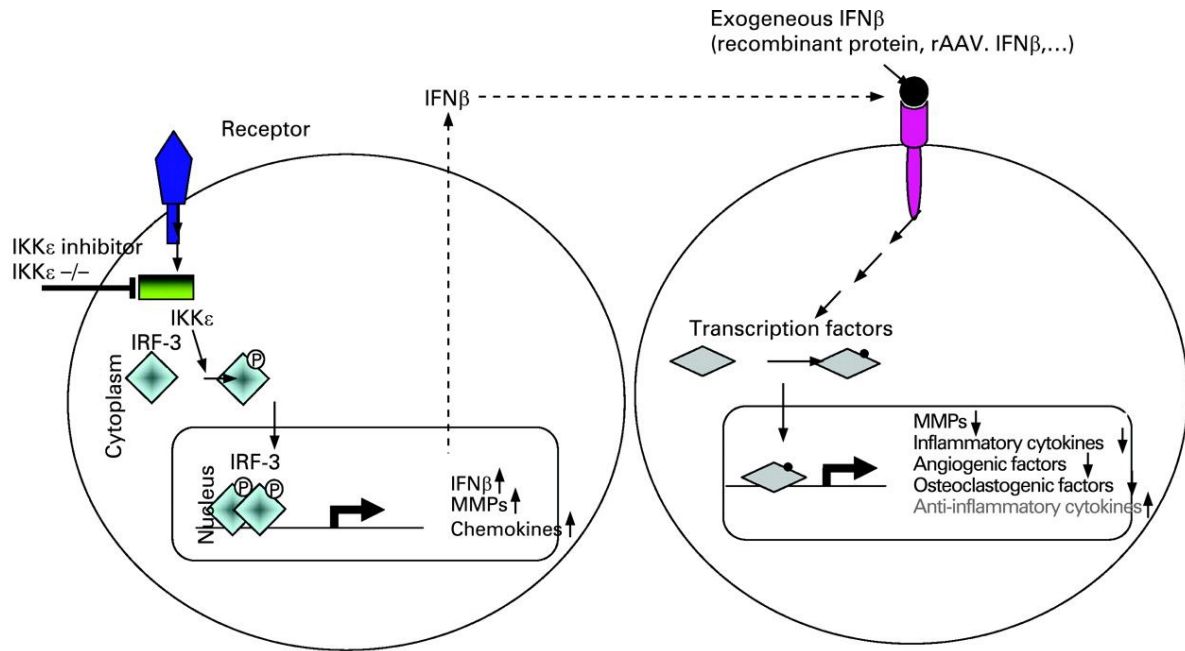 Exogeneous IFNβ
(recombinant protein, rAAV. IFNβ,...)
IFNβ
Receptor
IKKε inhibitor
IKKε –/–
IKKε
IRF-3
P
Cytoplasm
Nucleus
IRF-3
P
P
IFNβ
MMPs
Chemokines
Transcription factors
MMPs
Inflammatory cytokines
Angiogenic factors
Osteoclastogenic factors
Anti-inflammatory cytokines